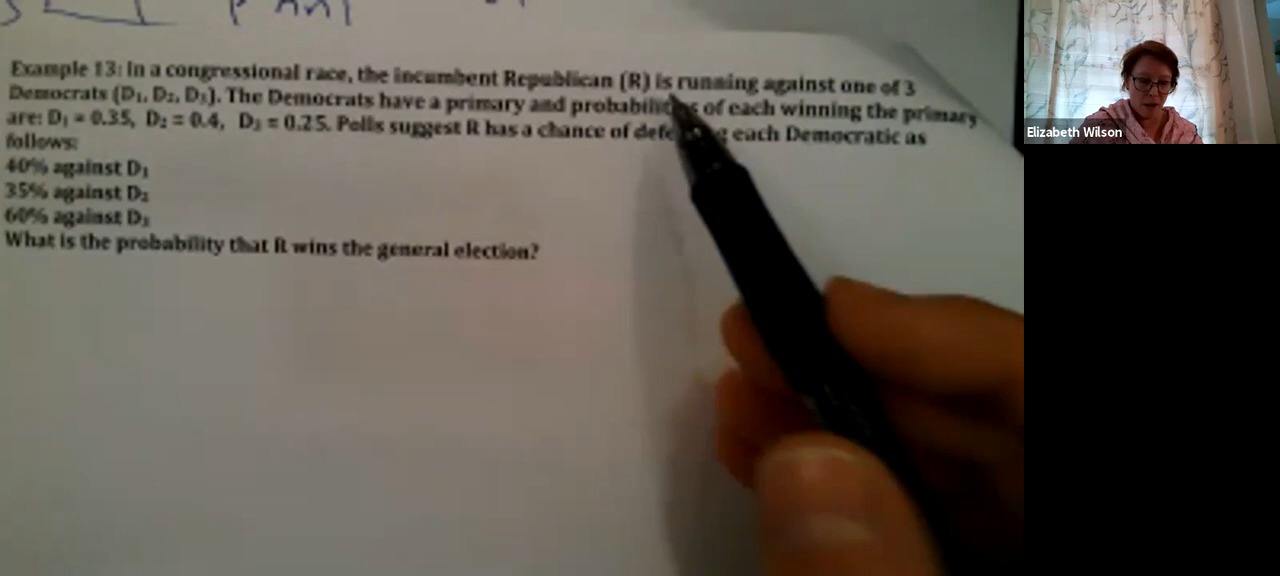 Example 13: In a congressional race, the incumbent Republican (R) is running against one of 3
Democrats (D₁, D₂, D₃). The Democrats have a primary and probabilities of each winning the primary
are: D₁ = 0.35, D₂ = 0.4, D₃ = 0.25. Polls suggest R has a chance of defeating each Democratic as
follows:
40% against D₁
35% against D₂
60% against D₃
What is the probability that R wins the general election?
Elizabeth Wilson